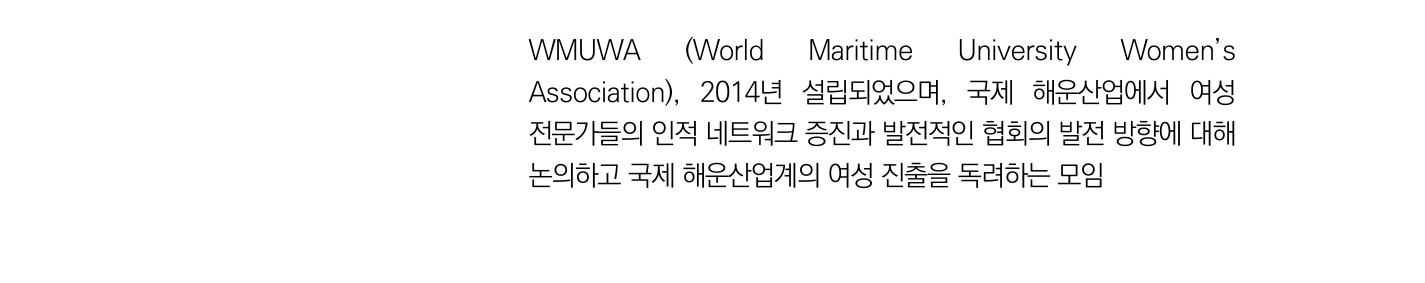 WMUWA (World Maritime University Women’s
Association), 2014년 설립되었으며, 국제 해운산업에서 여성
전문가들의 인적 네트워크 증진과 발전적인 협회의 발전 방향에 대해
논의하고 국제 해운산업계의 여성 진출을 독려하는 모임